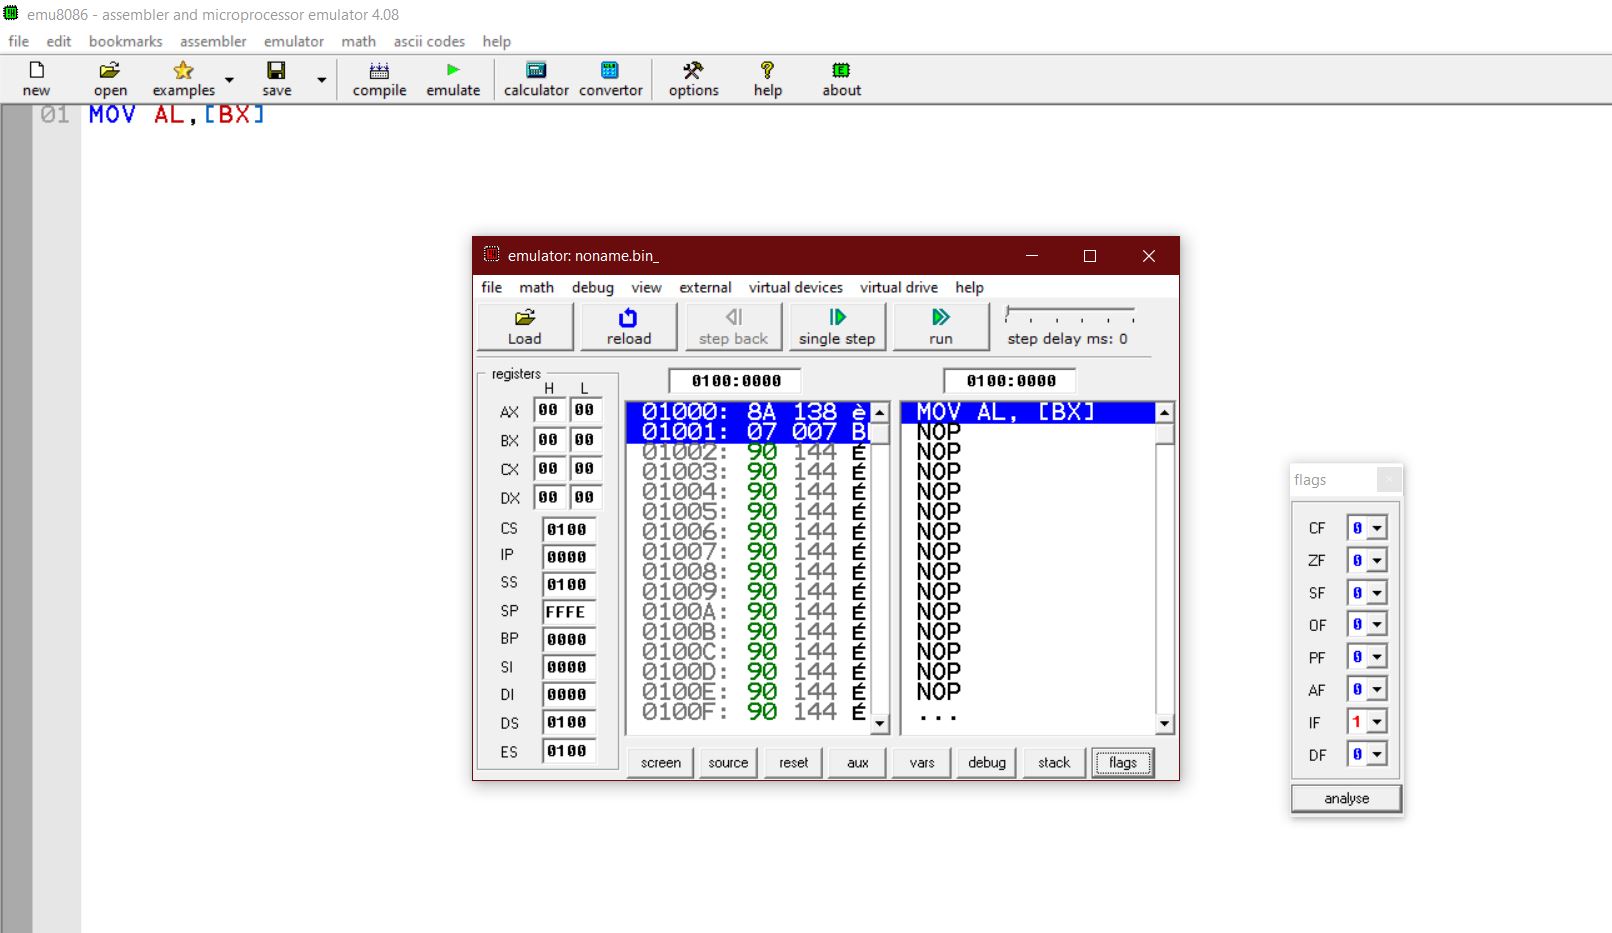 emu8086 - assembler and microprocessor emulator 4.08
file edit bookmarks assembler emulator math ascii codes help
new open examples save compile emulate calculator convertor options help about
01 MOV AL,[BX]
emulator: noname.bin_
file math debug view external virtual devices virtual drive help
Load reload step back single step run step delay ms: 0
registers
H L
0100:0000 0100:0000
AX 00 00
BX 00 00
CX 00 00
DX 00 00
CS 0100
IP 0000
SS 0100
SP FFFE
BP 0000
SI 0000
DI 0000
DS 0100
ES 0100
01000: 8A 138 è
01001: 07 007 B
01002: 90 144 É
01003: 90 144 É
01004: 90 144 É
01005: 90 144 É
01006: 90 144 É
01007: 90 144 É
01008: 90 144 É
01009: 90 144 É
0100A: 90 144 É
0100B: 90 144 É
0100C: 90 144 É
0100D: 90 144 É
0100E: 90 144 É
0100F: 90 144 É
MOV AL, [BX]
NOP
NOP
NOP
NOP
NOP
NOP
NOP
NOP
NOP
NOP
NOP
NOP
NOP
NOP
...
screen source reset aux vars debug stack flags
flags
CF 0
ZF 0
SF 0
OF 0
PF 0
AF 0
IF 1
DF 0
analyse